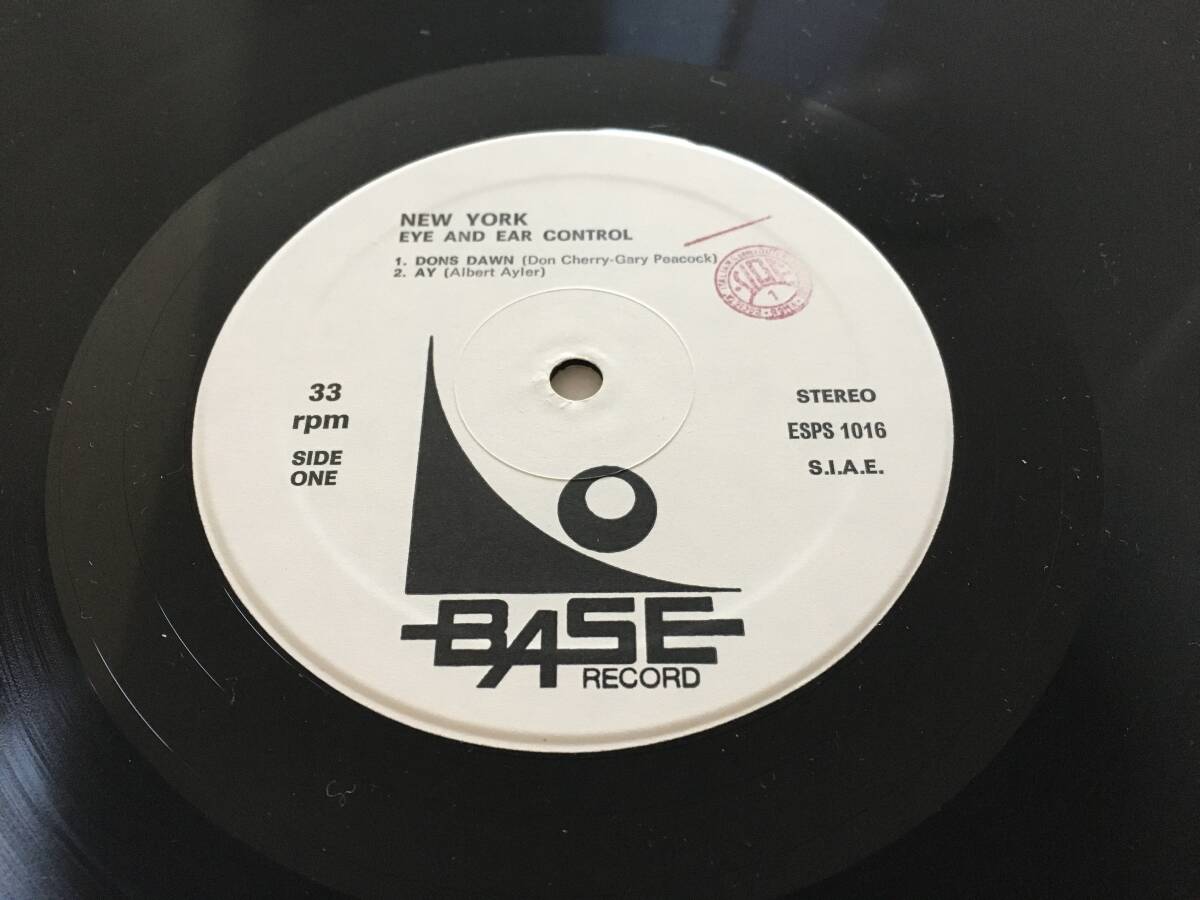 NEW YORK
EYE AND EAR CONTROL
1. DONS DAWN (Don Cherry-Gary Peacock)
2. AY (Albert Ayler)
33
rpm
SIDE
ONE
STEREO
ESPS 1016
S.I.A.E.
1
BASE
RECORD